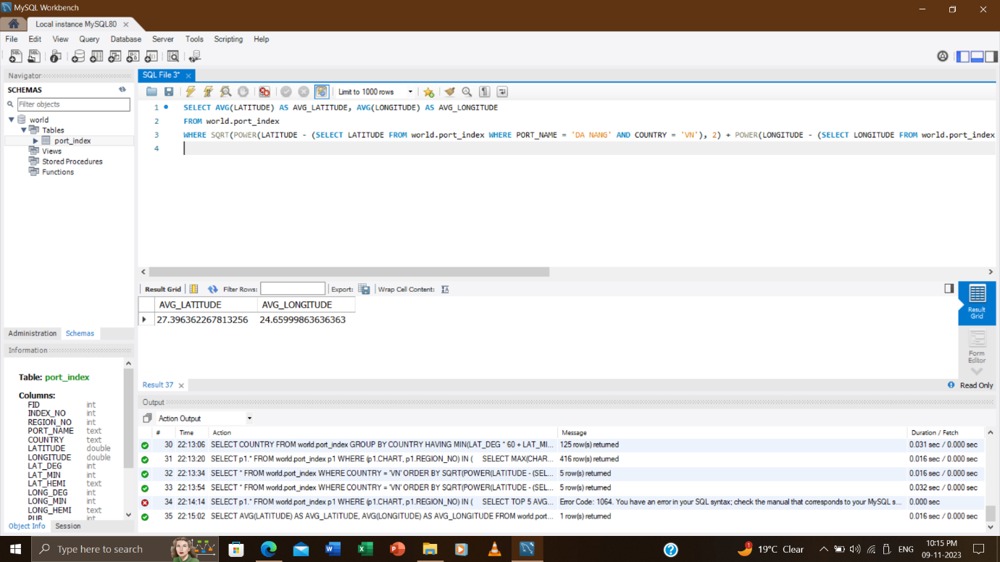 MySQL Workbench
Local instance MySQL80
File Edit View Query Database Server Tools Scripting Help
Navigator
SCHEMAS
Filter objects
world
Tables
port_index
Views
Stored Procedures
Functions
Administration Schemas
Information
Table: port_index
Columns:
FID int
INDEX_NO int
REGION_NO int
PORT_NAME text
COUNTRY text
LATITUDE double
LONGITUDE double
LAT_DEG int
LAT_MIN int
LAT_HEMI text
LONG_DEG int
LONG_MIN int
LONG_HEMI text
PUB int
Object Info Session
SQL File 3*
Limit to 1000 rows
1 SELECT AVG(LATITUDE) AS AVG_LATITUDE, AVG(LONGITUDE) AS AVG_LONGITUDE
2 FROM world.port_index
3 WHERE SQRT(POWER(LATITUDE - (SELECT LATITUDE FROM world.port_index WHERE PORT_NAME = 'DA NANG' AND COUNTRY = 'VN'), 2) + POWER(LONGITUDE - (SELECT LONGITUDE FROM world.port_index
4
Result Grid Filter Rows: Export: Wrap Cell Content: IA
AVG_LATITUDE AVG_LONGITUDE
27.396362267813256 24.65999863636363
Result Grid
Form Editor
Result 37
Read Only
Output
Action Output
# Time Action Message Duration / Fetch
30 22:13:06 SELECT COUNTRY FROM world.port_index GROUP BY COUNTRY HAVING MIN(LAT_DEG * 60 + LAT_MI... 125 row(s) returned 0.031 sec / 0.000 sec
31 22:13:20 SELECT p1.* FROM world.port_index p1 WHERE (p1.CHART, p1.REGION_NO) IN ( SELECT MAX(CHAR... 416 row(s) returned 0.016 sec / 0.000 sec
32 22:13:34 SELECT * FROM world.port_index WHERE COUNTRY = 'VN' ORDER BY SQRT(POWER(LATITUDE - (SEL... 5 row(s) returned 0.016 sec / 0.000 sec
33 22:13:54 SELECT * FROM world.port_index WHERE COUNTRY = 'VN' ORDER BY SQRT(POWER(LATITUDE - (SEL... 5 row(s) returned 0.032 sec / 0.000 sec
34 22:14:14 SELECT p1.* FROM world.port_index p1 WHERE (p1.CHART, p1.REGION_NO) IN ( SELECT TOP 5 AVG... Error Code: 1064. You have an error in your SQL syntax; check the manual that corresponds to your MySQL s... 0.000 sec
35 22:15:02 SELECT AVG(LATITUDE) AS AVG_LATITUDE, AVG(LONGITUDE) AS AVG_LONGITUDE FROM world.port... 1 row(s) returned 0.016 sec / 0.000 sec
Type here to search
1
19°C Clear
ENG
10:15 PM
09-11-2023